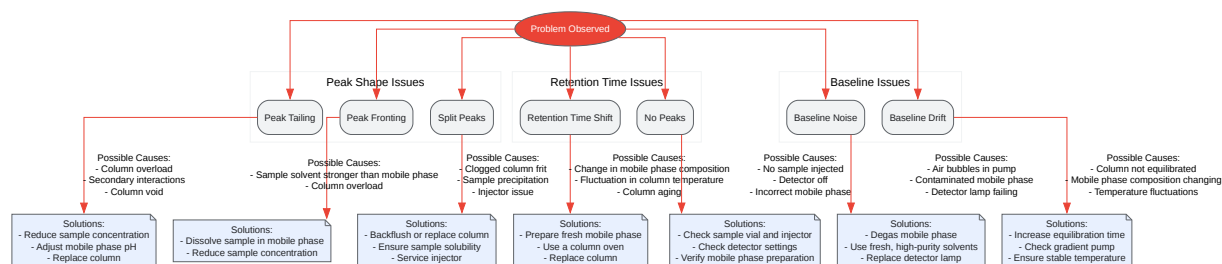 Problem Observed
Peak Shape Issues
Retention Time Issues
Baseline Issues
Peak Tailing
Peak Fronting
Split Peaks
Retention Time Shift
No Peaks
Baseline Noise
Baseline Drift
Possible Causes:
- Column overload
- Secondary interactions
- Column void
Possible Causes:
- Sample solvent stronger than mobile phase
- Column overload
Possible Causes:
- Clogged column frit
- Sample precipitation
- Injector issue
Possible Causes:
- Change in mobile phase composition
- Fluctuation in column temperature
- Column aging
Possible Causes:
- No sample injected
- Detector off
- Incorrect mobile phase
Possible Causes:
- Air bubbles in pump
- Contaminated mobile phase
- Detector lamp failing
Possible Causes:
- Column not equilibrated
- Mobile phase composition changing
- Temperature fluctuations
Solutions:
- Reduce sample concentration
- Adjust mobile phase pH
- Replace column
Solutions:
- Dissolve sample in mobile phase
- Reduce sample concentration
Solutions:
- Backflush or replace column
- Ensure sample solubility
- Service injector
Solutions:
- Prepare fresh mobile phase
- Use a column oven
- Replace column
Solutions:
- Check sample vial and injector
- Check detector settings
- Verify mobile phase preparation
Solutions:
- Degas mobile phase
- Use fresh, high-purity solvents
- Replace detector lamp
Solutions:
- Increase equilibration time
- Check gradient pump
- Ensure stable temperature